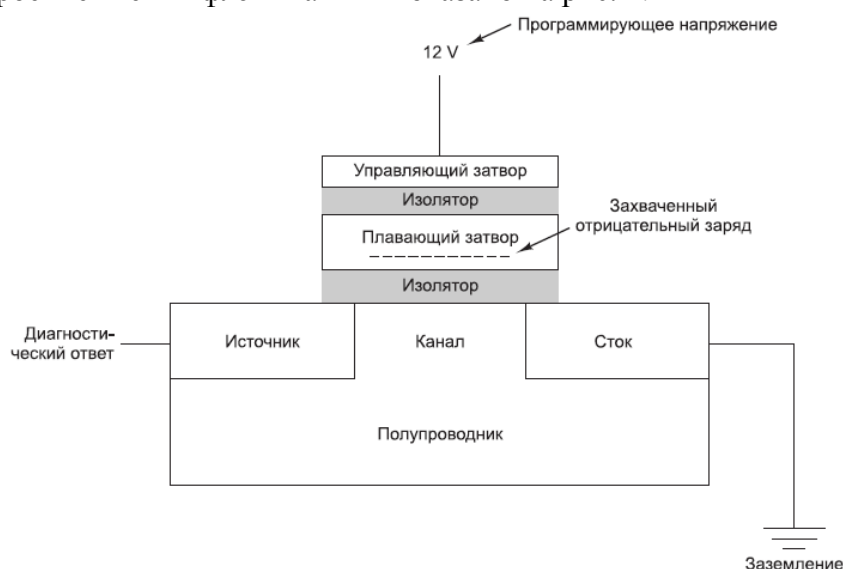 Программирующее напряжение
12 V
Управляющий затвор
Изолятор
Захваченный
отрицательный заряд
Плавающий затвор
Изолятор
Диагности-
ческий ответ
Источник
Канал
Сток
Полупроводник
Заземление